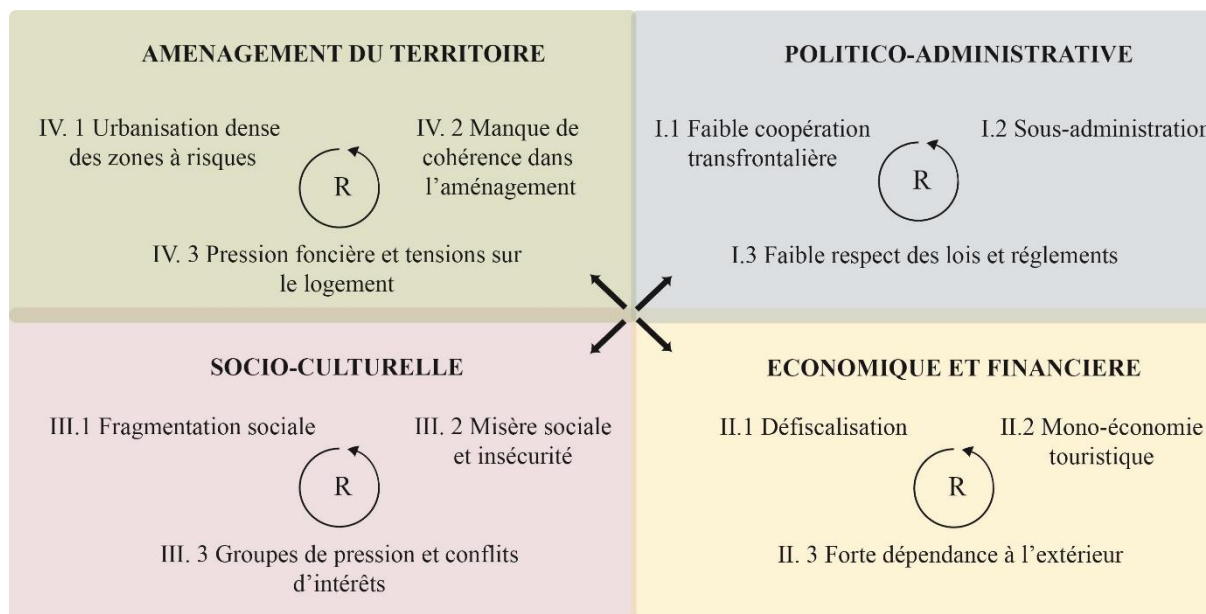 AMENAGEMENT DU TERRITOIRE
IV. 1 Urbanisation dense
des zones à risques
IV. 2 Manque de
cohérence dans
l’aménagement
R
IV. 3 Pression foncière et tensions sur
le logement
POLITICO-ADMINISTRATIVE
I.1 Faible coopération
transfrontalière
I.2 Sous-administration
R
I.3 Faible respect des lois et réglements
SOCIO-CULTURELLE
III.1 Fragmentation sociale
III. 2 Misère sociale
et insécurité
R
III. 3 Groupes de pression et conflits
d’intérêts
ECONOMIQUE ET FINANCIERE
II.1 Défiscalisation
II.2 Mono-économie
touristique
R
II. 3 Forte dépendance à l’extérieur